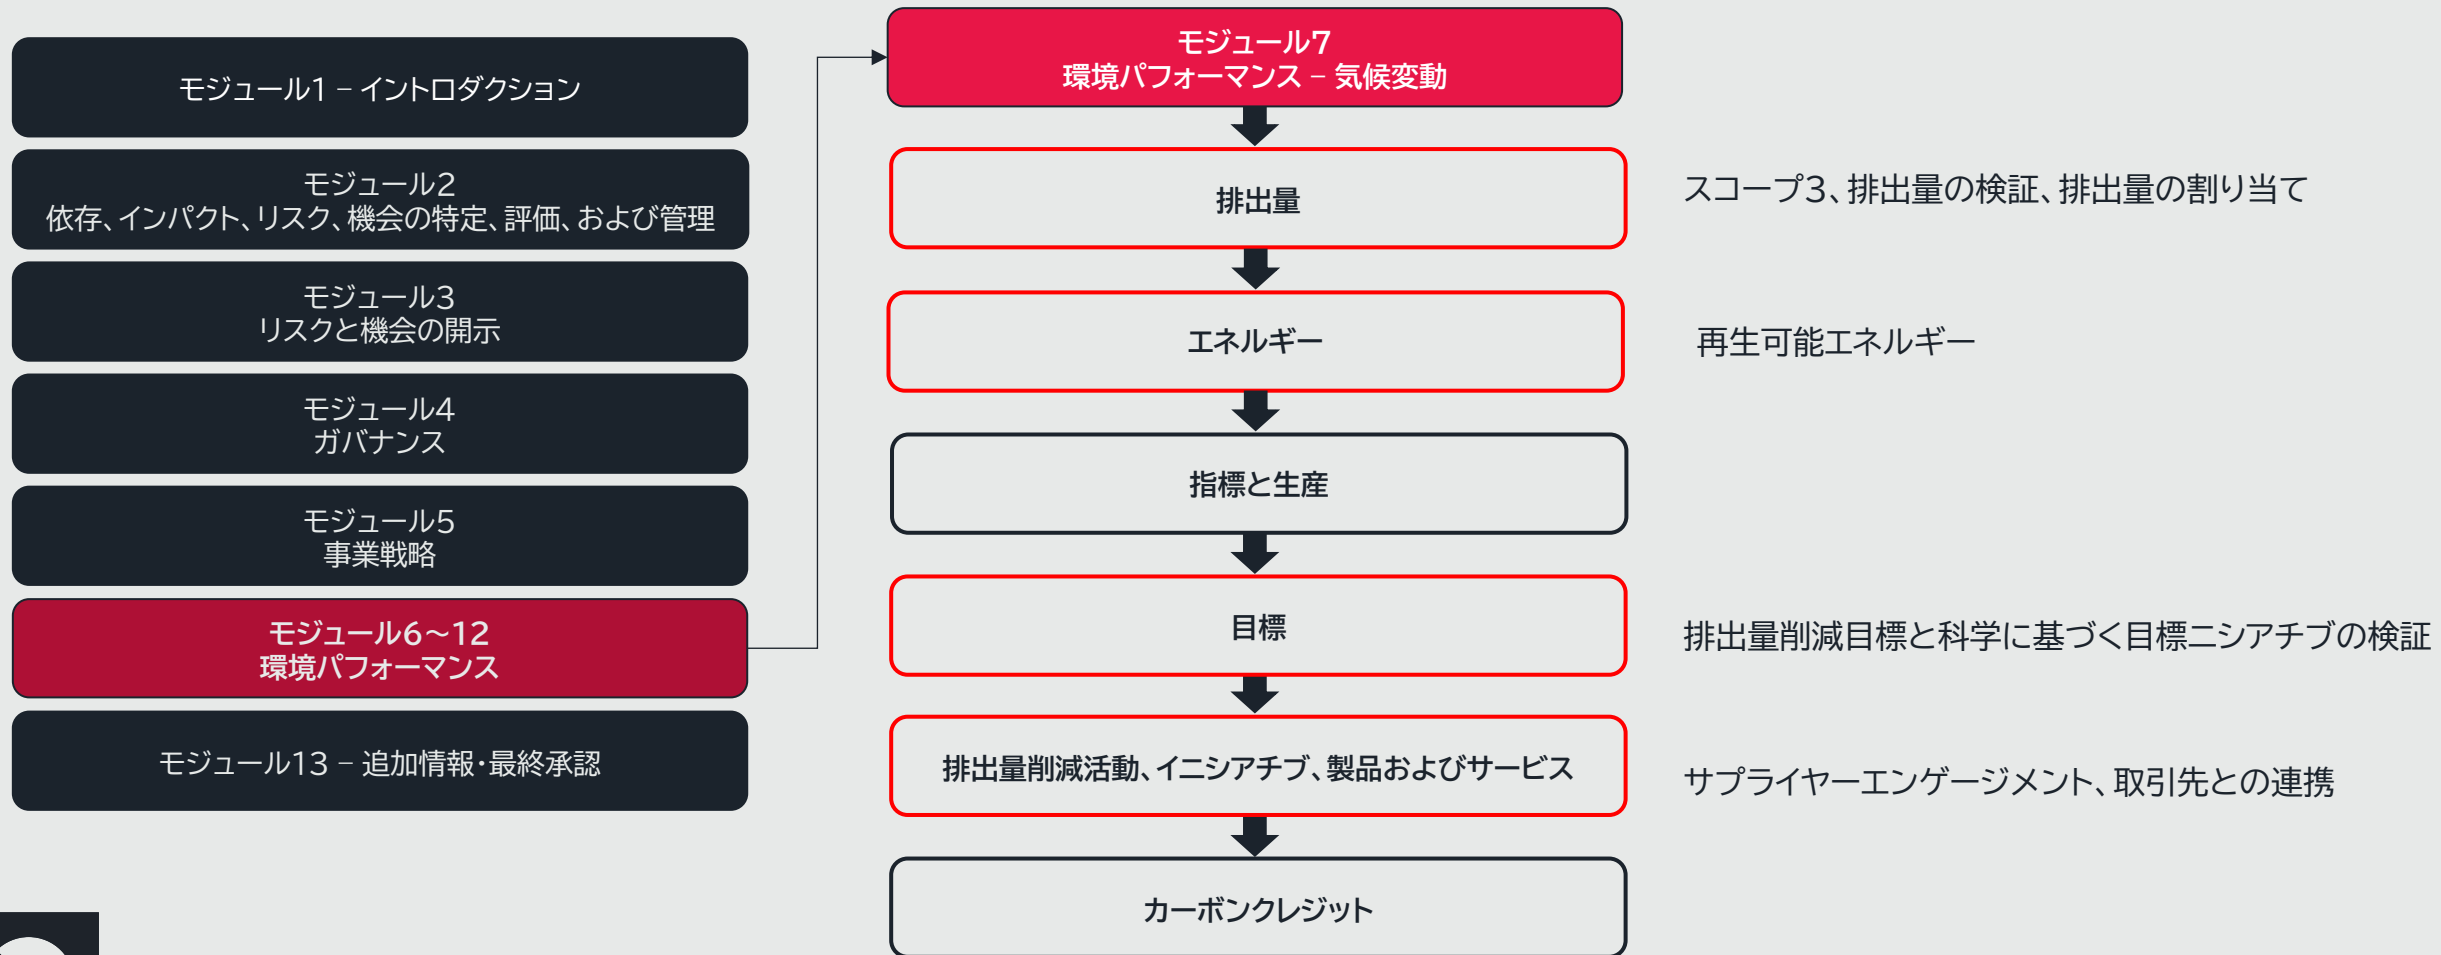 モジュール1 – イントロダクション
モジュール2
依存、インパクト、リスク、機会の特定、評価、および管理
モジュール3
リスクと機会の開示
モジュール4
ガバナンス
モジュール5
事業戦略
モジュール6～12
環境パフォーマンス
モジュール13 – 追加情報・最終承認
モジュール7
環境パフォーマンス – 気候変動
排出量
スコープ3、排出量の検証、排出量の割り当て
エネルギー
再生可能エネルギー
指標と生産
目標
排出量削減目標と科学に基づく目標ニシアチブの検証
排出量削減活動、イニシアチブ、製品およびサービス
サプライヤーエンゲージメント、取引先との連携
カーボンクレジット